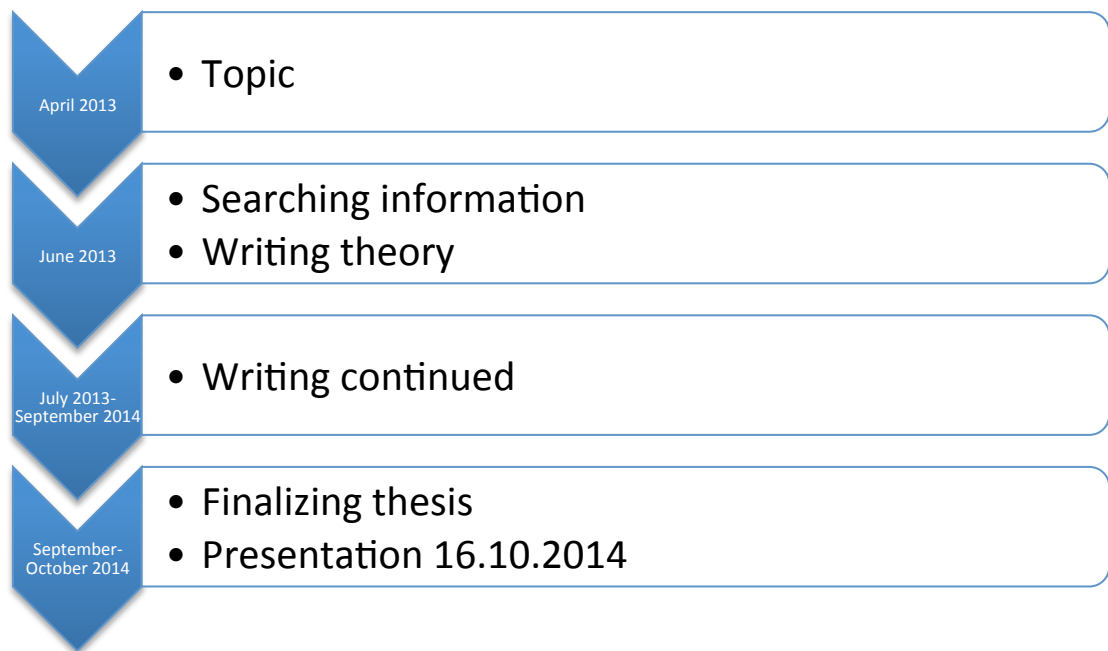 April 2013
• Topic
June 2013
• Searching information
• Writing theory
July 2013-
September 2014
• Writing continued
September-
October 2014
• Finalizing thesis
• Presentation 16.10.2014